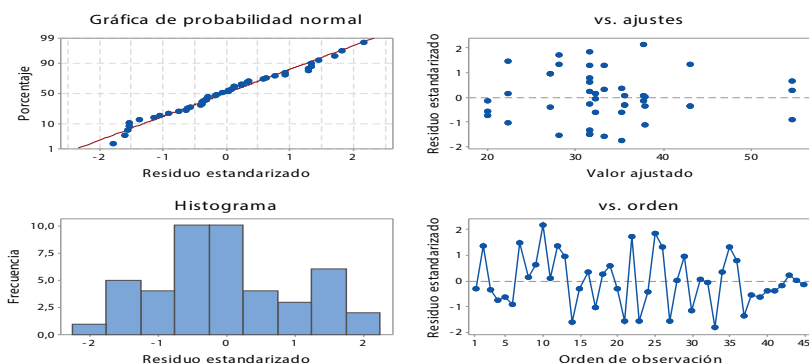 Gráfica de probabilidad normal
99
90
50
10
1
Porcentaje
-2 -1 0 1 2
Residuo estandarizado
vs. ajustes
2
1
0
-1
-2
Residuo estandarizado
20 30 40 50
Valor ajustado
Histograma
10,0
7,5
5,0
2,5
0,0
Frecuencia
-2 -1 0 1 2
Residuo estandarizado
vs. orden
2
1
0
-1
-2
Residuo estandarizado
1 5 10 15 20 25 30 35 40 45
Orden de observación